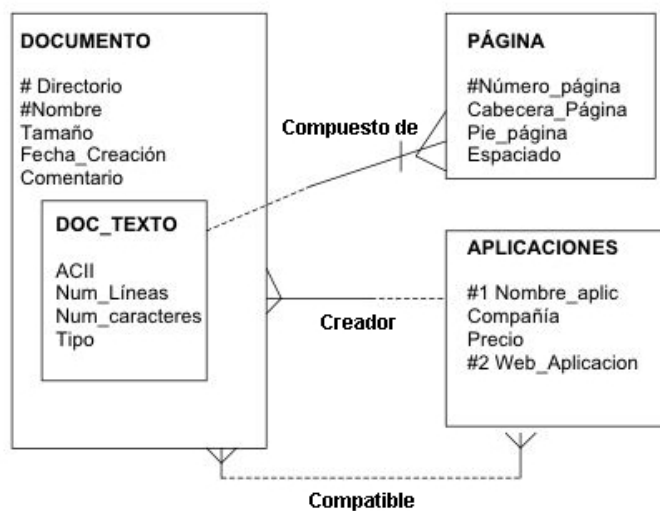 DOCUMENTO
# Directorio
#Nombre
Tamaño
Fecha_Creación
Comentario
DOC_TEXTO
ACII
Num_Líneas
Num_caracteres
Tipo
Compuesto de
PÁGINA
#Número_página
Cabecera_Página
Pie_página
Espaciado
Creador
APLICACIONES
#1 Nombre_aplic
Compañía
Precio
#2 Web_Aplicacion
Compatible